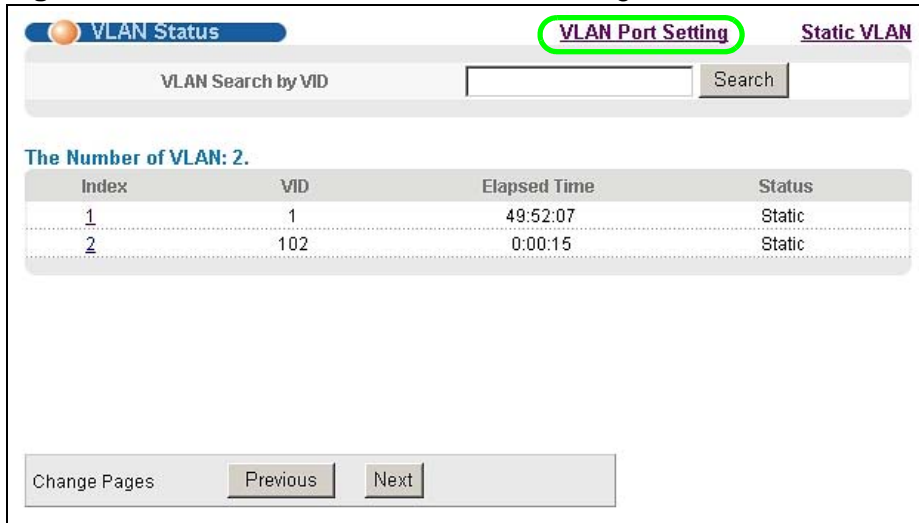 VLAN Status VLAN Port Setting Static VLAN
VLAN Search by VID Search
The Number of VLAN: 2.
Index VID Elapsed Time Status
1 1 49:52:07 Static
2 102 0:00:15 Static
Change Pages Previous Next